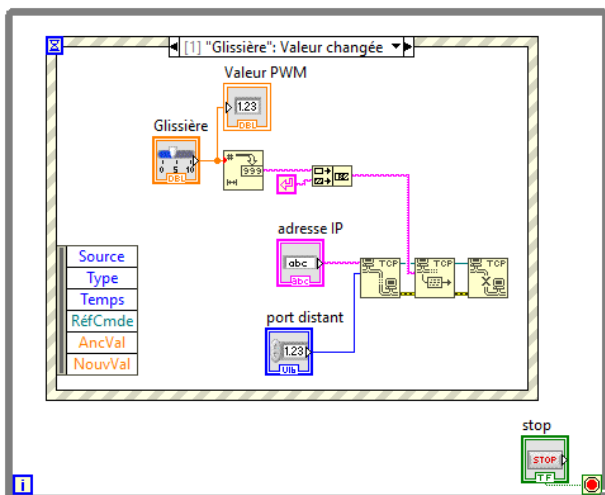 [1] "Glissière": Valeur changée
Valeur PWM
1.23
DBL
Glissière
0 5 10
DBL
#
999
adresse IP
abc
abc
TCP TCP TCP
Source
Type
Temps
RéfCmde
AncVal
NouvVal
port distant
1.23
U16
stop
STOP
TF
i